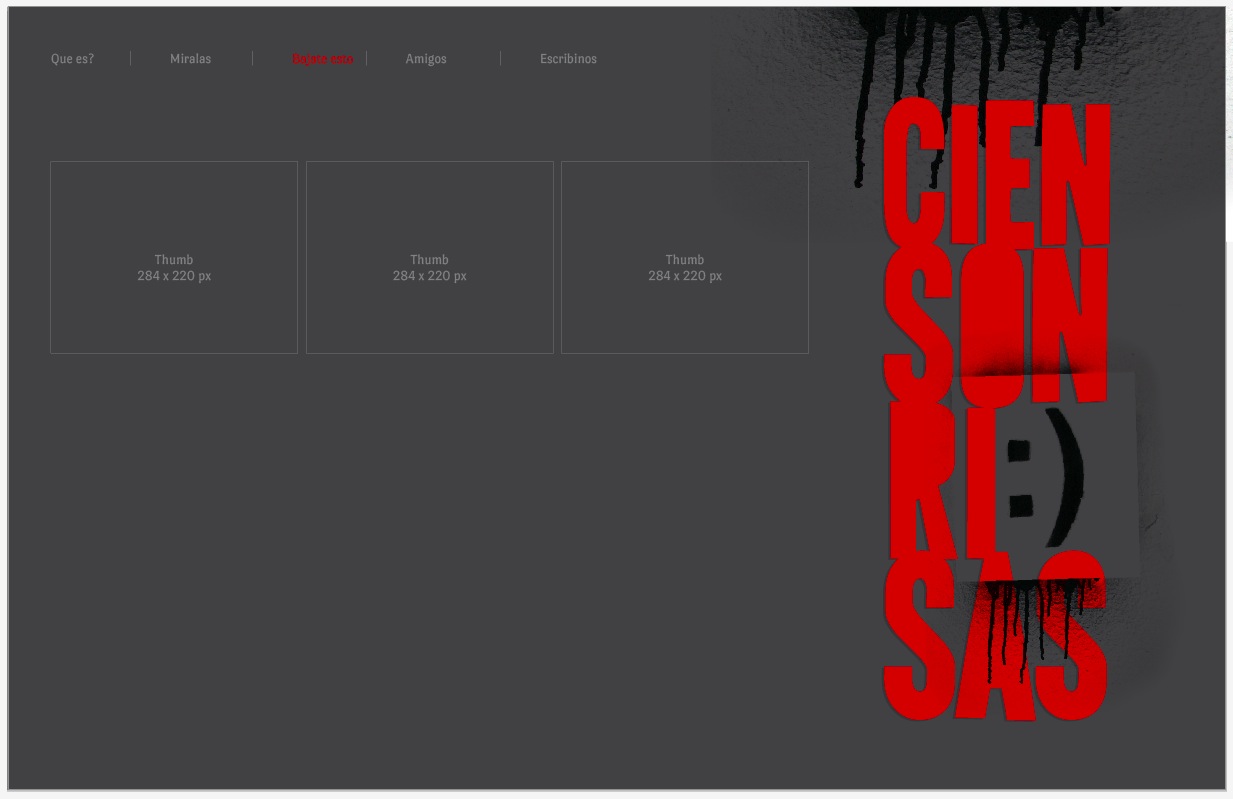 Que es?
Miralas
Bajate esto
Amigos
Escribinos
Thumb
284 x 220 px
Thumb
284 x 220 px
Thumb
284 x 220 px
CIEN
SON
RI :)
SAS